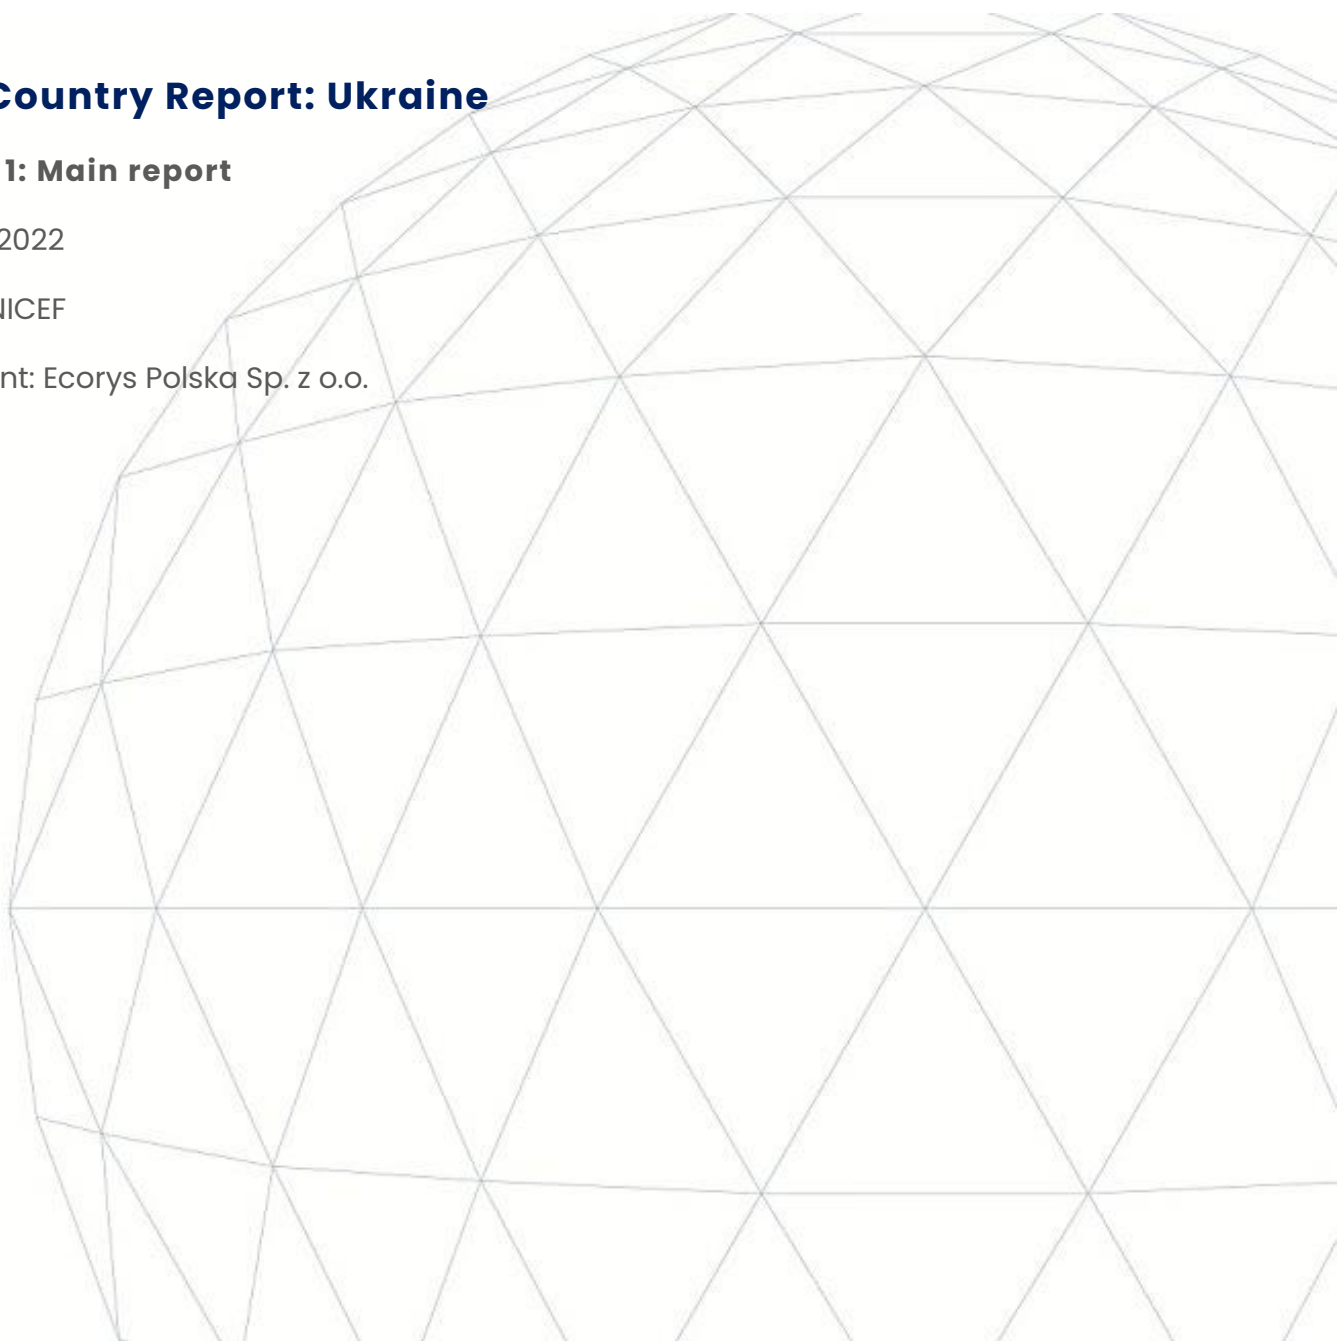 Country Report: Ukraine
1: Main report
2022
NICEF
nt: Ecorys Polska Sp. z o.o.